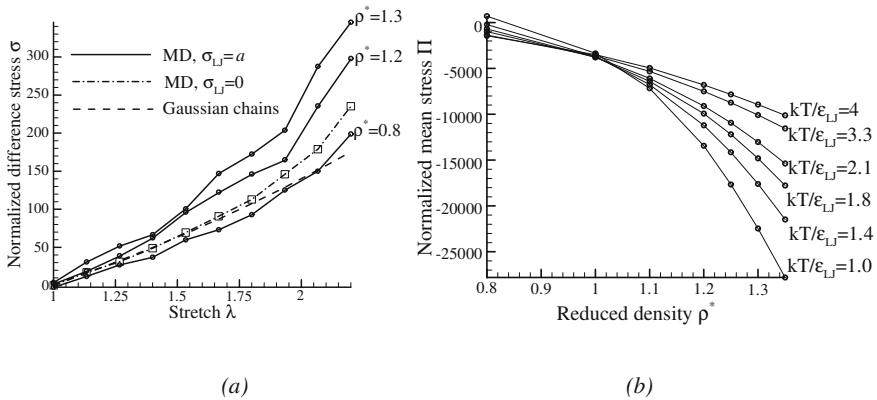 Normalized difference stress σ
300
250
200
150
100
50
0
MD, σLJ=a
MD, σLJ=0
Gaussian chains
ρ*=1.3
ρ*=1.2
ρ*=0.8
1 1.25 1.5 1.75 2
Stretch λ
(a)
Normalized mean stress Π
0
-5000
-10000
-15000
-20000
-25000
kT/εLJ=4
kT/εLJ=3.3
kT/εLJ=2.1
kT/εLJ=1.8
kT/εLJ=1.4
kT/εLJ=1.0
0.8 0.9 1 1.1 1.2 1.3
Reduced density ρ*
(b)